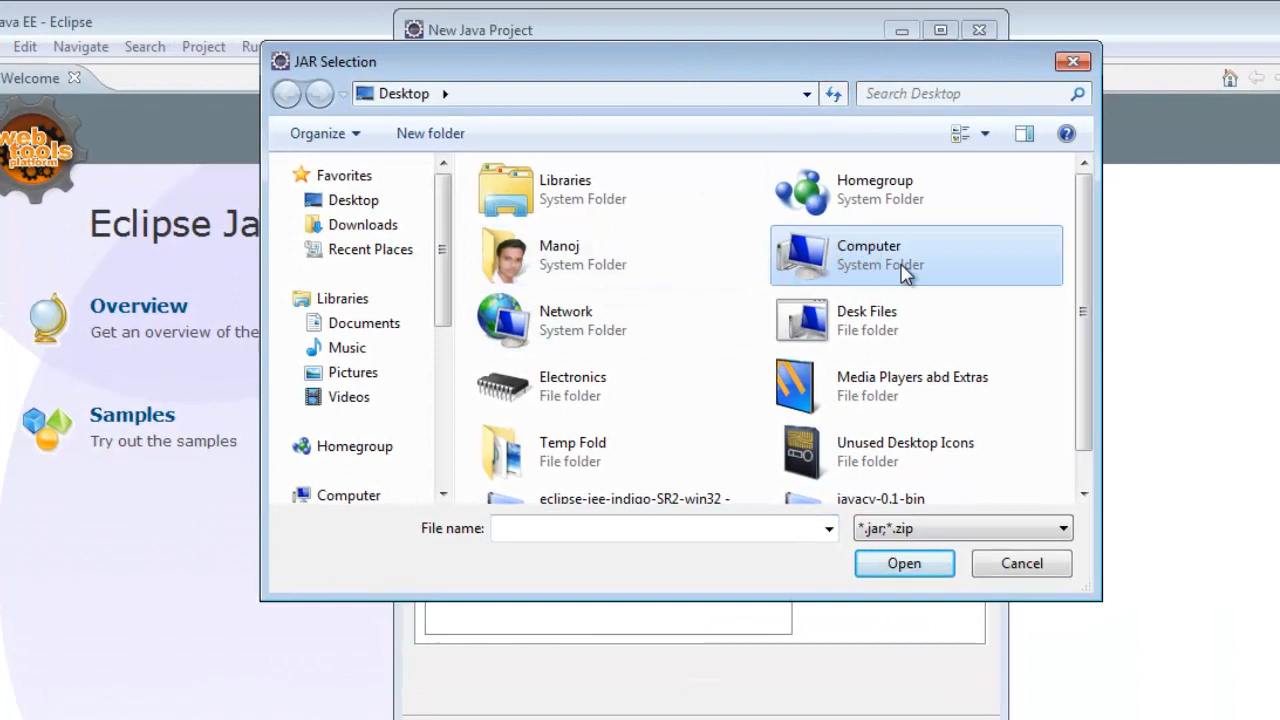 ava EE - Eclipse
New Java Project
Edit Navigate Search Project Ru
JAR Selection
Welcome
Desktop
Search Desktop
Organize
New folder
web
tools
platform
Favorites
Desktop
Downloads
Recent Places
Libraries
Documents
Music
Pictures
Videos
Homegroup
Computer
Libraries
System Folder
Homegroup
System Folder
Manoj
System Folder
Computer
System Folder
Network
System Folder
Desk Files
File folder
Electronics
File folder
Media Players abd Extras
File folder
Temp Fold
File folder
Unused Desktop Icons
File folder
eclipse-jee-indigo-SR2-win32 -
javacv-0.1-bin
Eclipse Ja
Overview
Get an overview of the
Samples
Try out the samples
File name:
*.jar;*.zip
Open
Cancel